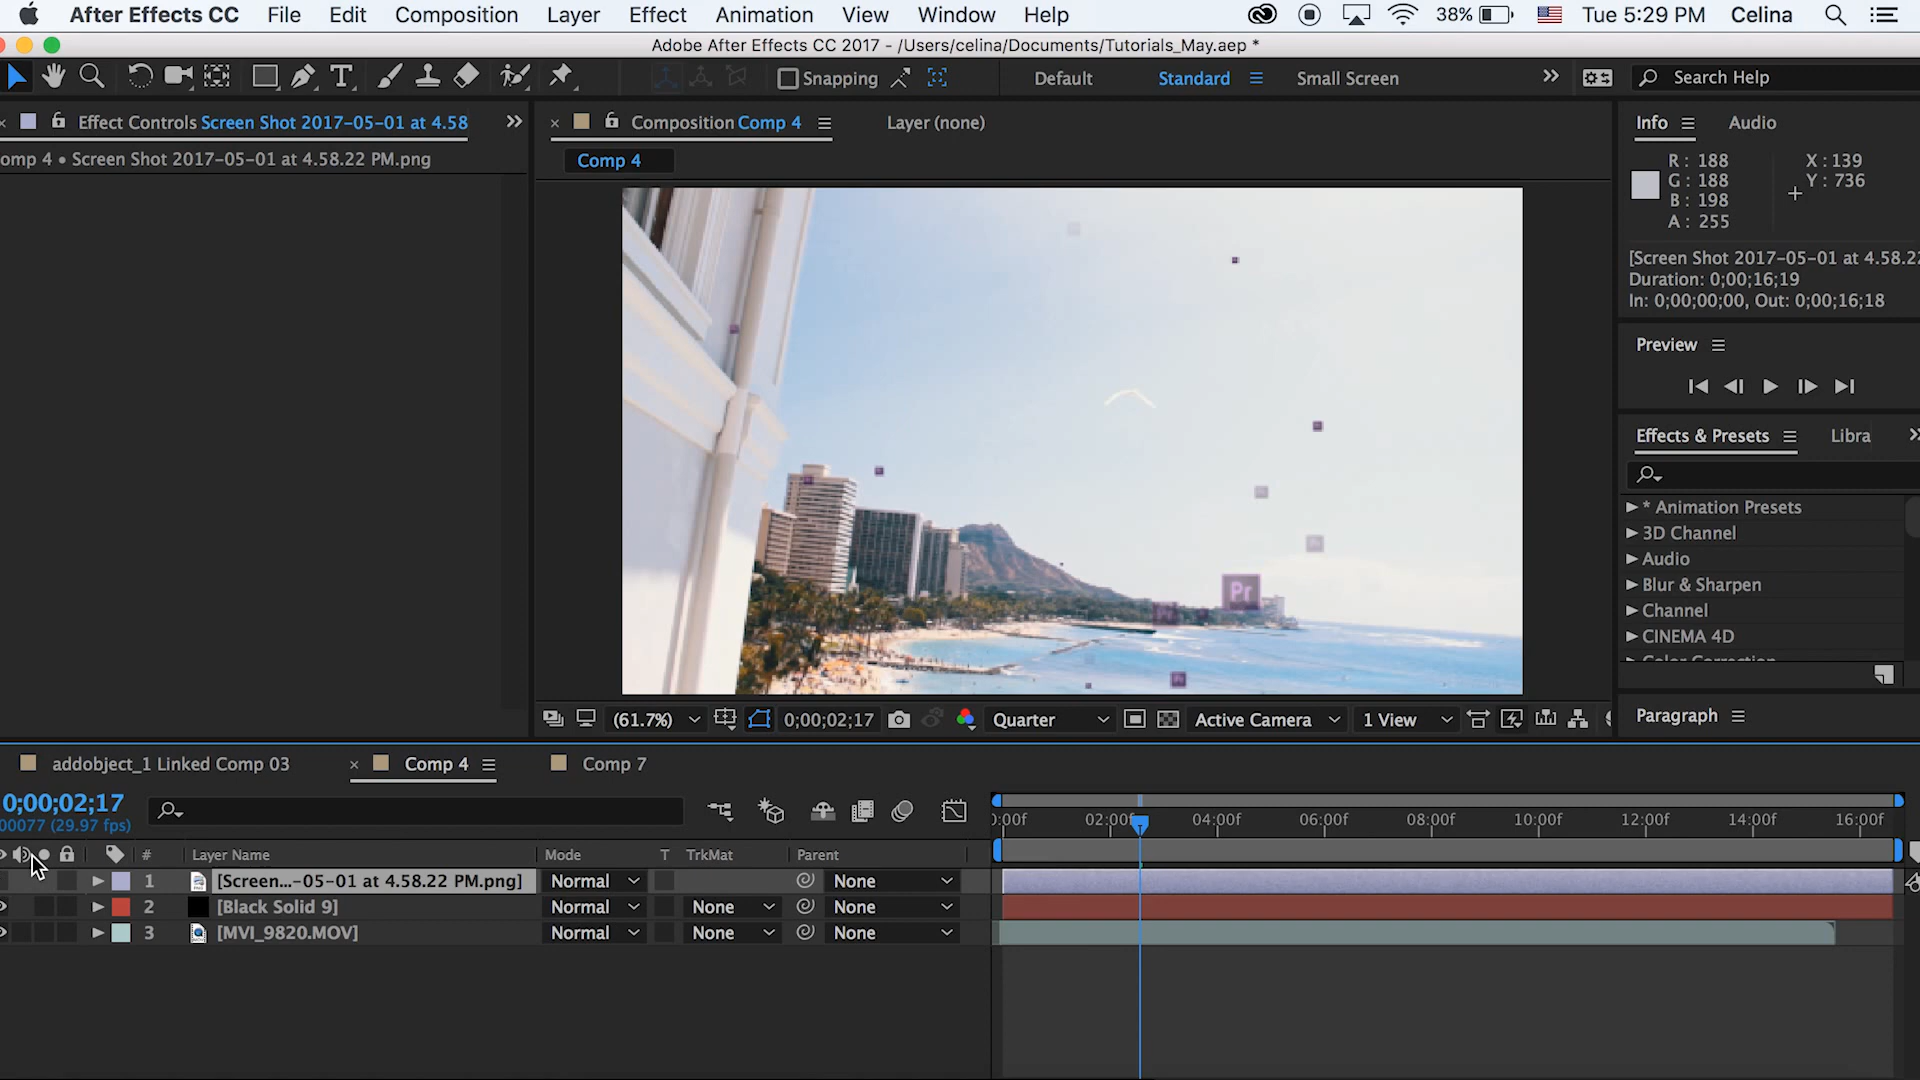 After Effects CC File Edit Composition Layer Effect Animation View Window Help 38% Tue 5:29 PM Celina
Adobe After Effects CC 2017 - /Users/celina/Documents/Tutorials_May.aep *
Snapping Default Standard Small Screen Search Help
Effect Controls Screen Shot 2017-05-01 at 4.58
omp 4 • Screen Shot 2017-05-01 at 4.58.22 PM.png
Composition Comp 4 Layer (none)
Comp 4
Pr
(61.7%) 0;00;02;17 Quarter Active Camera 1 View
Info Audio
R: 188 X: 139
G: 188 Y: 736
B: 198
A: 255
[Screen Shot 2017-05-01 at 4.58.22
Duration: 0;00;16;19
In: 0;00;00;00, Out: 0;00;16;18
Preview
Effects & Presets Libra
* Animation Presets
3D Channel
Audio
Blur & Sharpen
Channel
CINEMA 4D
Color Correction
Paragraph
addobject_1 Linked Comp 03 Comp 4 Comp 7
0;00;02;17
00077 (29.97 fps)
):00f 02:00f 04:00f 06:00f 08:00f 10:00f 12:00f 14:00f 16:00f
# Layer Name Mode T TrkMat Parent
1 [Screen...-05-01 at 4.58.22 PM.png] Normal None
2 [Black Solid 9] Normal None None
3 [MVI_9820.MOV] Normal None None